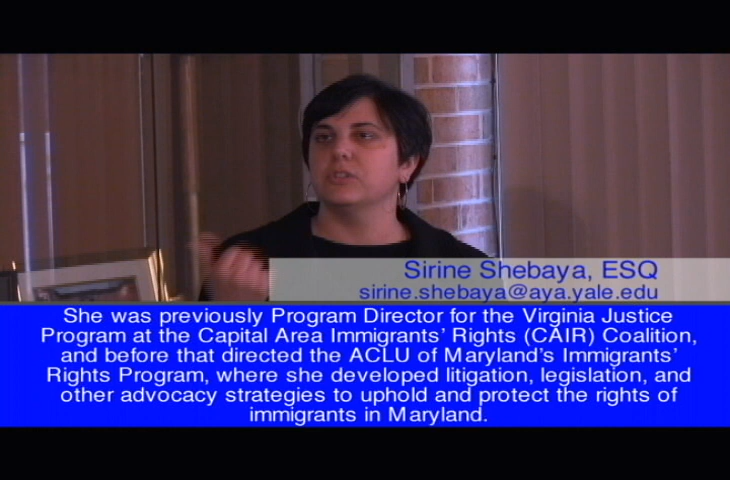 Sirine Shebaya, ESQ
sirine.shebaya@aya.yale.edu
She was previously Program Director for the Virginia Justice
Program at the Capital Area Immigrants' Rights (CAIR) Coalition,
and before that directed the ACLU of Maryland's Immigrants'
Rights Program, where she developed litigation, legislation, and
other advocacy strategies to uphold and protect the rights of
immigrants in Maryland.